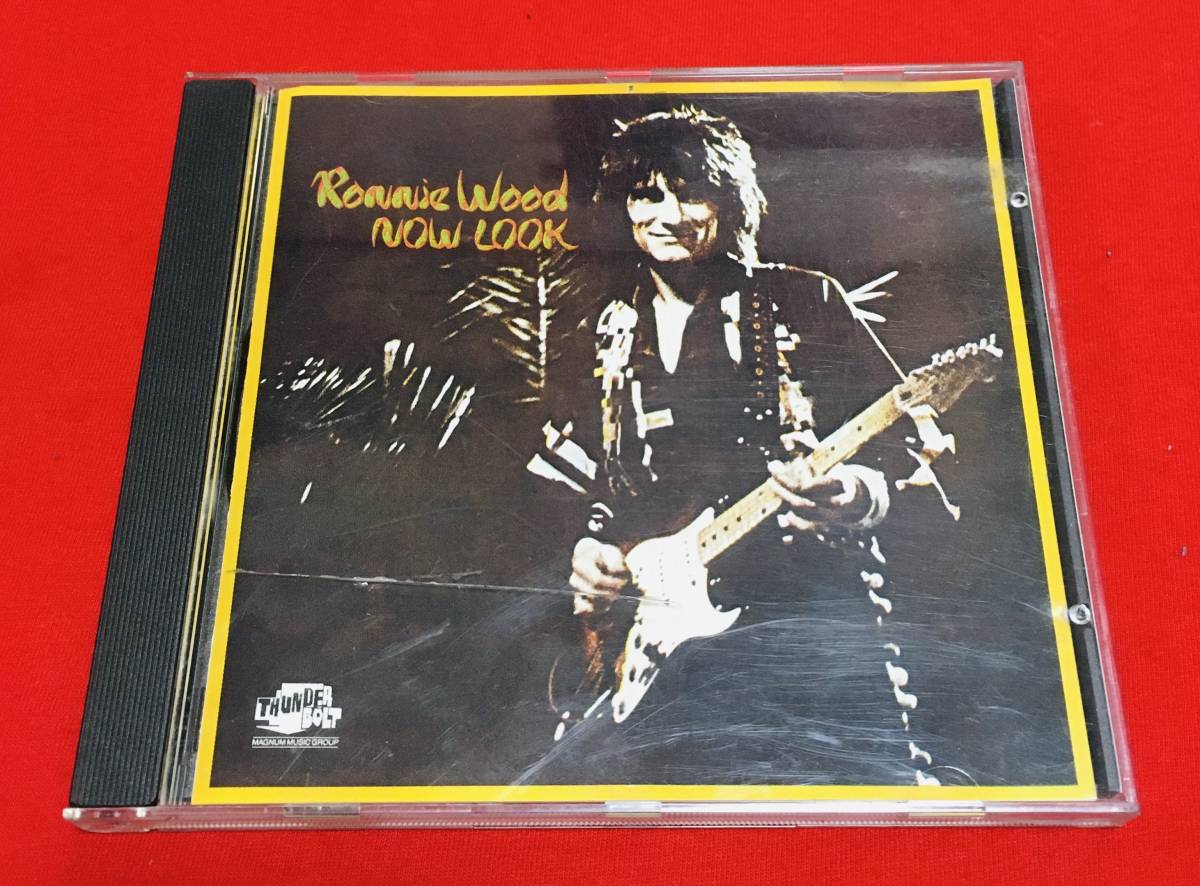 Ronnie Wood
NOW LOOK
THUNDER
BOLT
MAGNUM MUSIC GROUP